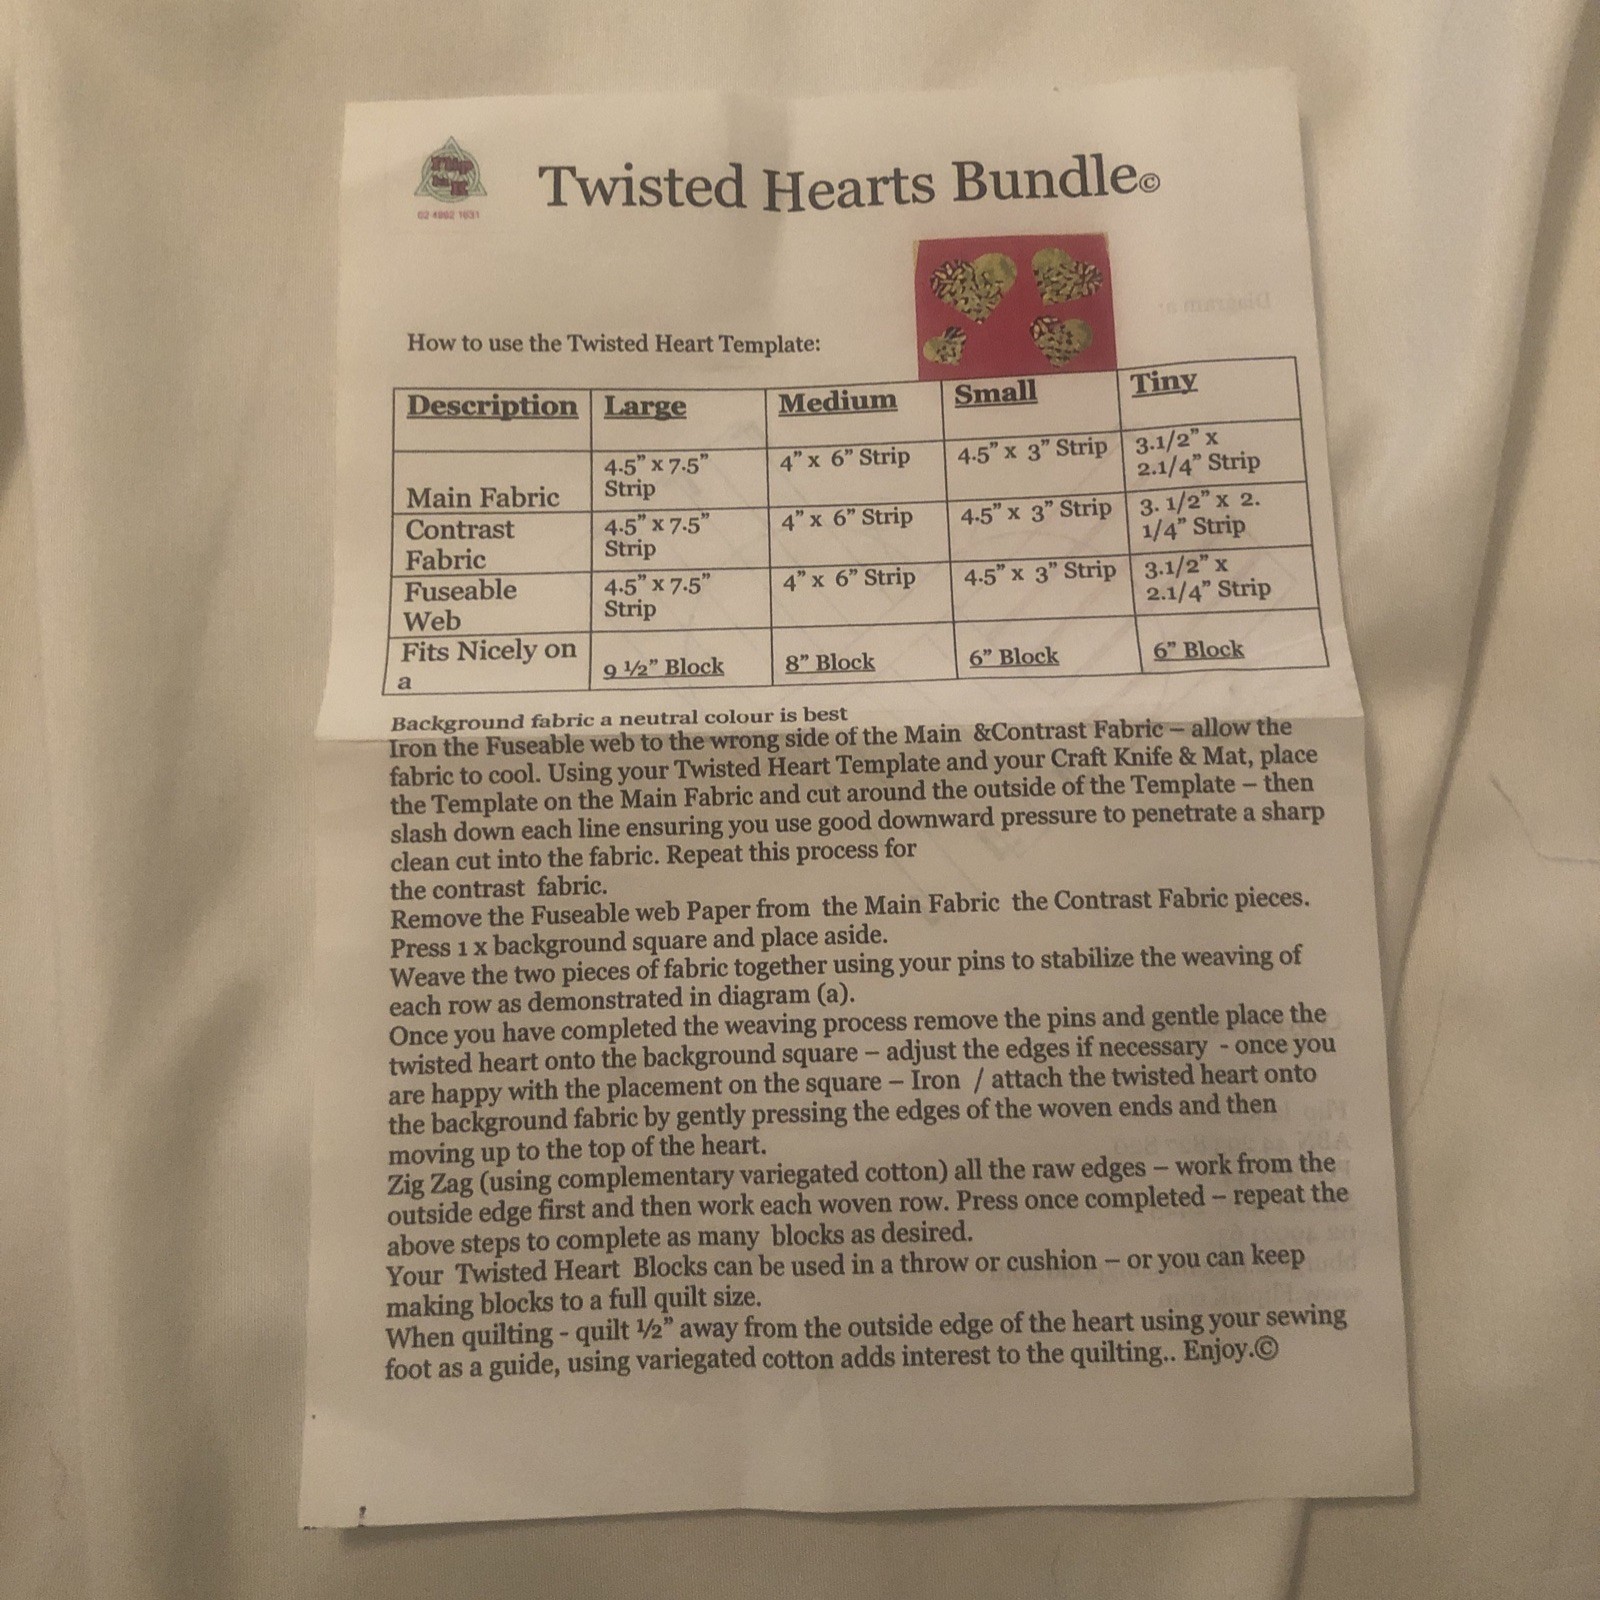 02 4962 1631
Twisted Hearts Bundle©
How to use the Twisted Heart Template:
Description Large Medium Small Tiny
Main Fabric 4.5” x 7.5” Strip 4” x 6” Strip 4.5” x 3” Strip 3.1/2” x 2.1/4” Strip
Contrast Fabric 4.5” x 7.5” Strip 4” x 6” Strip 4.5” x 3” Strip 3. 1/2” x 2. 1/4” Strip
Fuseable Web 4.5” x 7.5” Strip 4” x 6” Strip 4.5” x 3” Strip 3.1/2” x 2.1/4” Strip
Fits Nicely on a 9 ½” Block 8” Block 6” Block 6” Block
Background fabric a neutral colour is best
Iron the Fuseable web to the wrong side of the Main &Contrast Fabric – allow the
fabric to cool. Using your Twisted Heart Template and your Craft Knife & Mat, place
the Template on the Main Fabric and cut around the outside of the Template – then
slash down each line ensuring you use good downward pressure to penetrate a sharp
clean cut into the fabric. Repeat this process for
the contrast fabric.
Remove the Fuseable web Paper from the Main Fabric the Contrast Fabric pieces.
Press 1 x background square and place aside.
Weave the two pieces of fabric together using your pins to stabilize the weaving of
each row as demonstrated in diagram (a).
Once you have completed the weaving process remove the pins and gentle place the
twisted heart onto the background square – adjust the edges if necessary - once you
are happy with the placement on the square – Iron / attach the twisted heart onto
the background fabric by gently pressing the edges of the woven ends and then
moving up to the top of the heart.
Zig Zag (using complementary variegated cotton) all the raw edges – work from the
outside edge first and then work each woven row. Press once completed – repeat the
above steps to complete as many blocks as desired.
Your Twisted Heart Blocks can be used in a throw or cushion – or you can keep
making blocks to a full quilt size.
When quilting - quilt ½” away from the outside edge of the heart using your sewing
foot as a guide, using variegated cotton adds interest to the quilting.. Enjoy.©